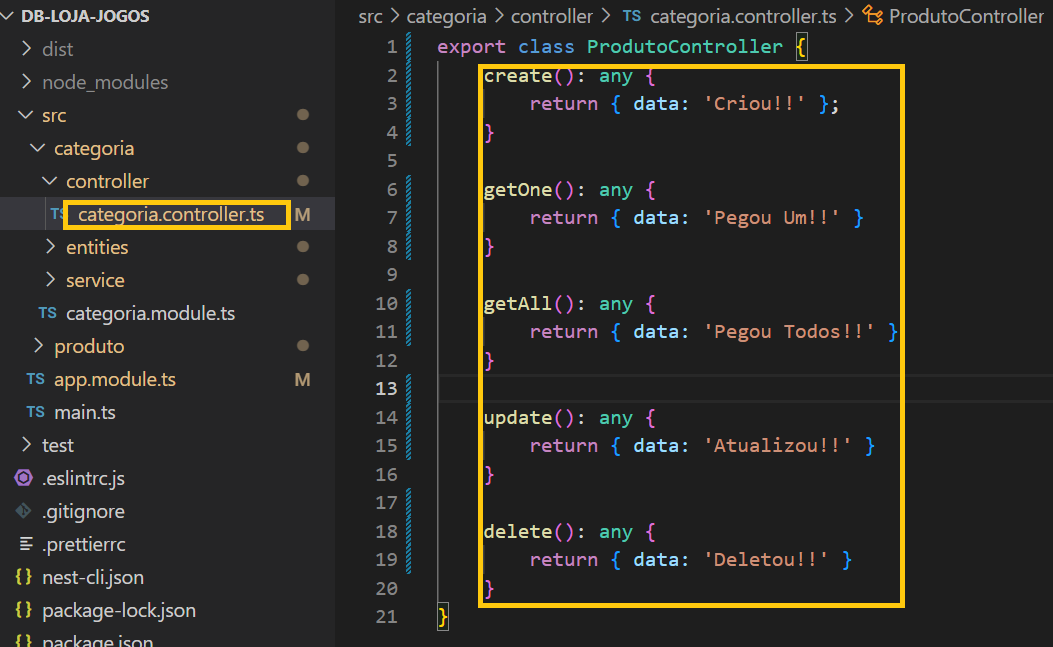 DB-LOJA-JOGOS
dist
node_modules
src
categoria
controller
TS categoria.controller.ts M
entities
service
TS categoria.module.ts
produto
TS app.module.ts M
TS main.ts
test
.eslintrc.js
.gitignore
.prettierrc
{} nest-cli.json
{} package-lock.json
{} package.json
src > categoria > controller > TS categoria.controller.ts > ProdutoController
1 export class ProdutoController {
2 create(): any {
3 return { data: 'Criou!!' };
4 }
5
6 getOne(): any {
7 return { data: 'Pegou Um!!' }
8 }
9
10 getAll(): any {
11 return { data: 'Pegou Todos!!' }
12 }
13
14 update(): any {
15 return { data: 'Atualizou!!' }
16 }
17
18 delete(): any {
19 return { data: 'Deletou!!' }
20 }
21 }